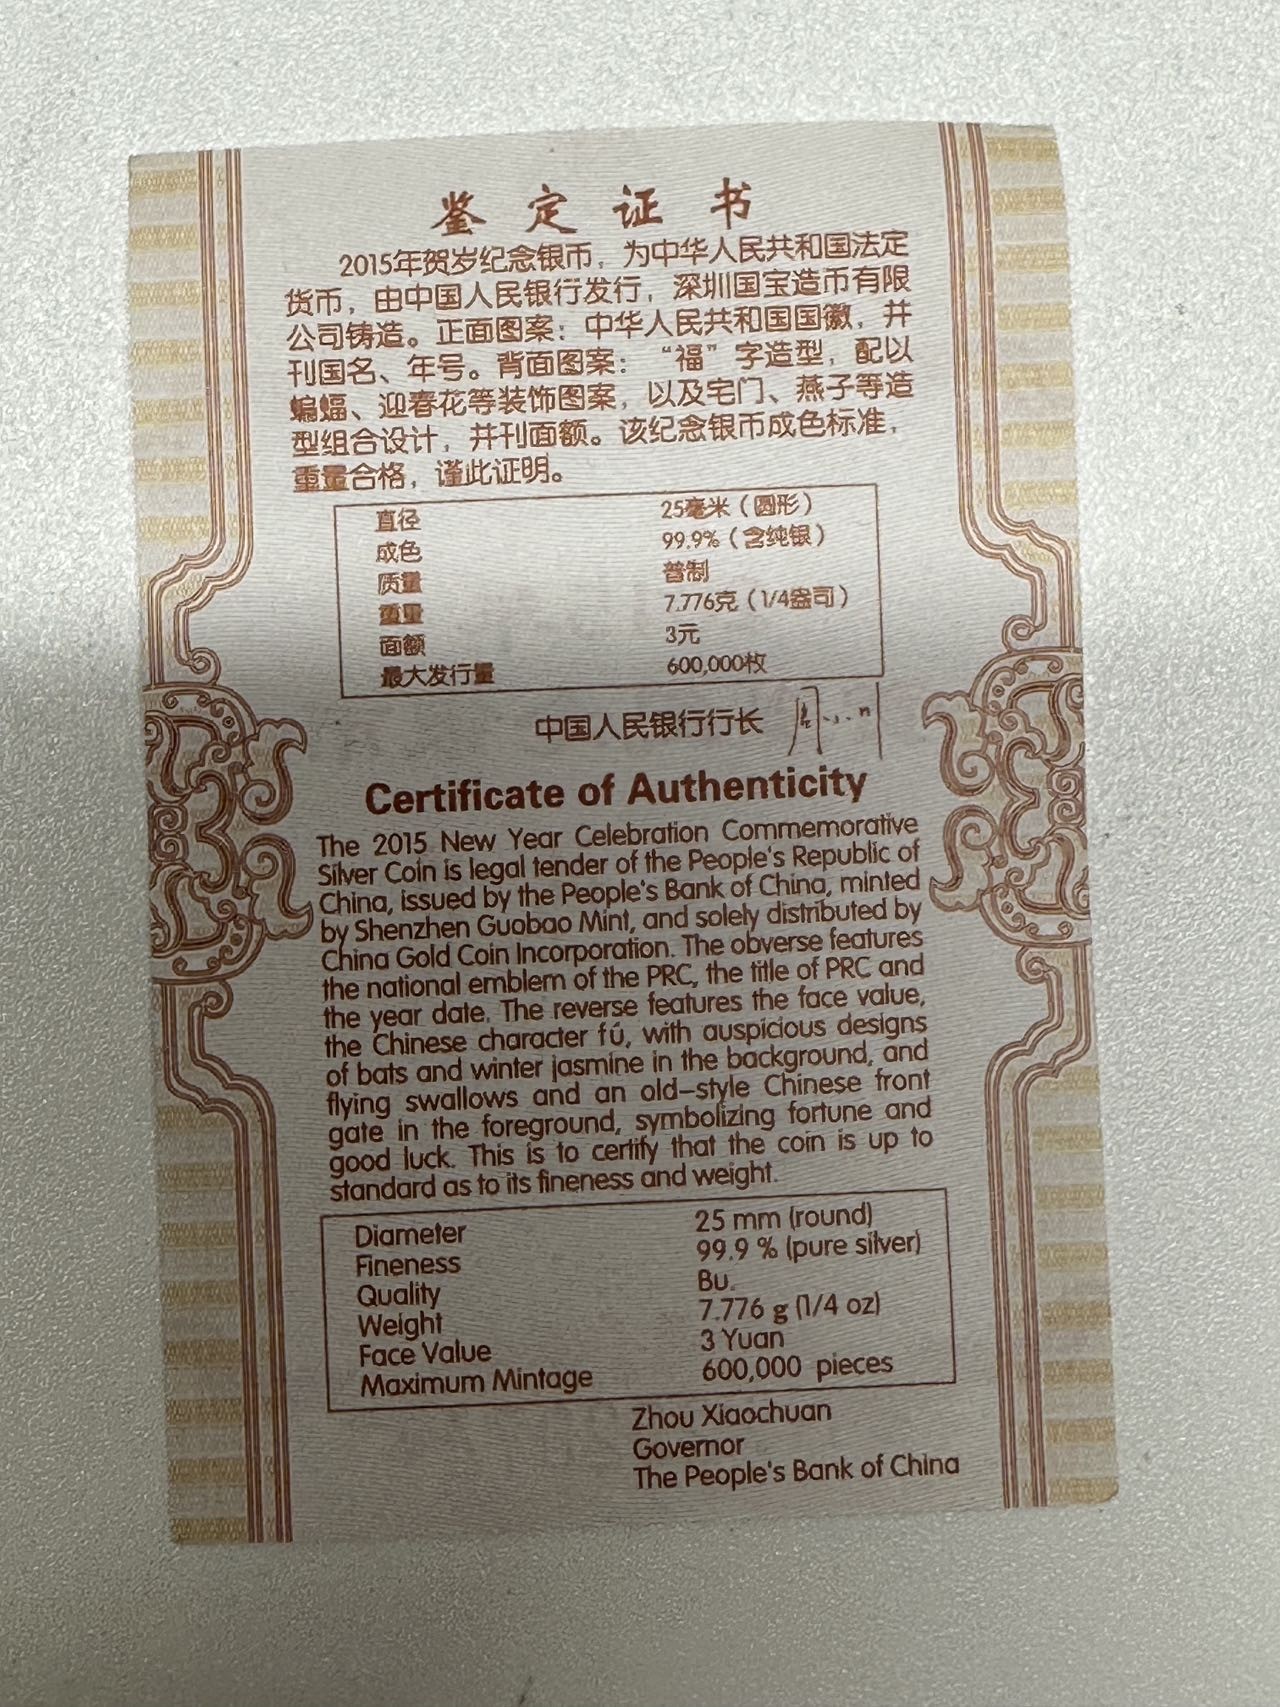 鉴定证书
2015年贺岁纪念银币，为中华人民共和国法定
货币，由中国人民银行发行，深圳国宝造币有限
公司铸造。正面图案：中华人民共和国国徽，并
刊国名、年号。背面图案：“福”字造型，配以
蝙蝠、迎春花等装饰图案，以及宅门、燕子等造
型组合设计，并刊面额。该纪念银币成色标准，
重量合格，谨此证明。
直径 25毫米（圆形）
成色 99.9%（含纯银）
质量 普制
重量 7.776克（1/4盎司）
面额 3元
最大发行量 600,000枚
中国人民银行行长 周小川
Certificate of Authenticity
The 2015 New Year Celebration Commemorative
Silver Coin is legal tender of the People's Republic of
China, issued by the People's Bank of China, minted
by Shenzhen Guobao Mint, and solely distributed by
China Gold Coin Incorporation. The obverse features
the national emblem of the PRC, the title of PRC and
the year date. The reverse features the face value,
the Chinese character fú, with auspicious designs
of bats and winter jasmine in the background, and
flying swallows and an old-style Chinese front
gate in the foreground, symbolizing fortune and
good luck. This is to certify that the coin is up to
standard as to its fineness and weight.
Diameter 25 mm (round)
Fineness 99.9 % (pure silver)
Quality Bu.
Weight 7.776 g (1/4 oz)
Face Value 3 Yuan
Maximum Mintage 600,000 pieces
Zhou Xiaochuan
Governor
The People's Bank of China